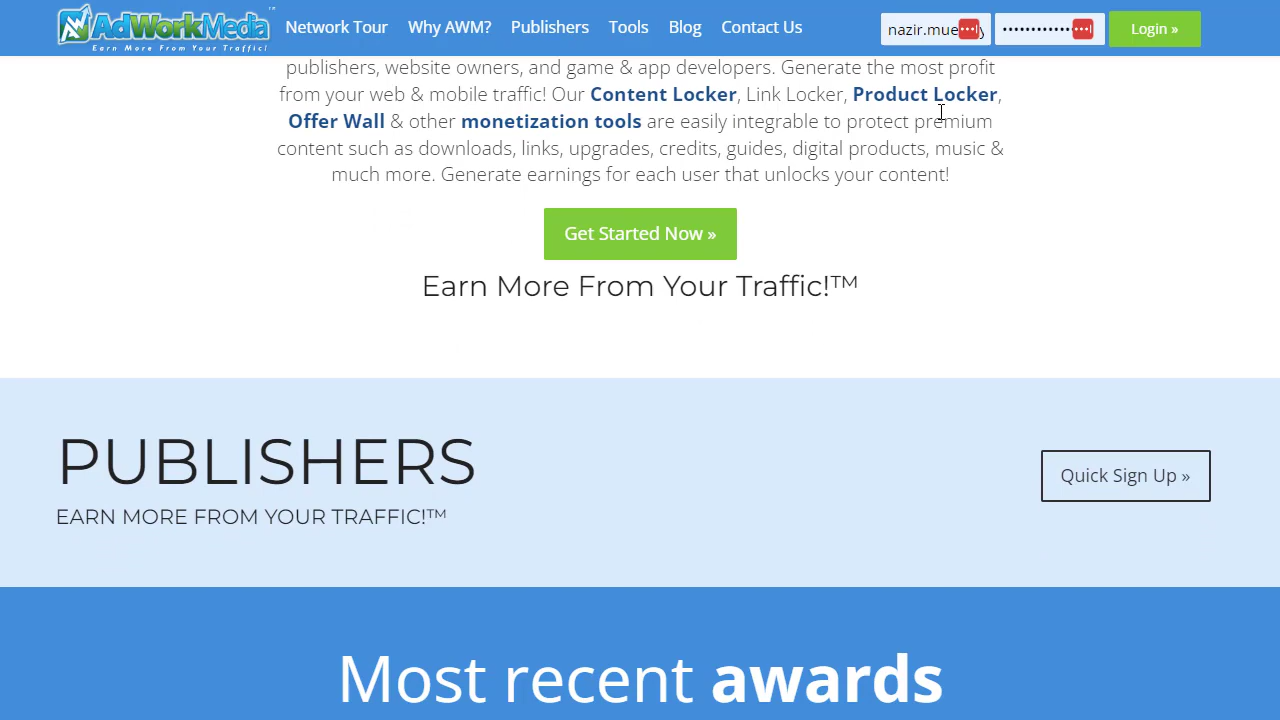 AdWorkMedia™
Earn More From Your Traffic!
Network Tour Why AWM? Publishers Tools Blog Contact Us
nazir.mue
Login »
publishers, website owners, and game & app developers. Generate the most profit
from your web & mobile traffic! Our Content Locker, Link Locker, Product Locker,
Offer Wall & other monetization tools are easily integrable to protect premium
content such as downloads, links, upgrades, credits, guides, digital products, music &
much more. Generate earnings for each user that unlocks your content!
Get Started Now »
Earn More From Your Traffic!™
PUBLISHERS
EARN MORE FROM YOUR TRAFFIC!™
Quick Sign Up »
Most recent awards